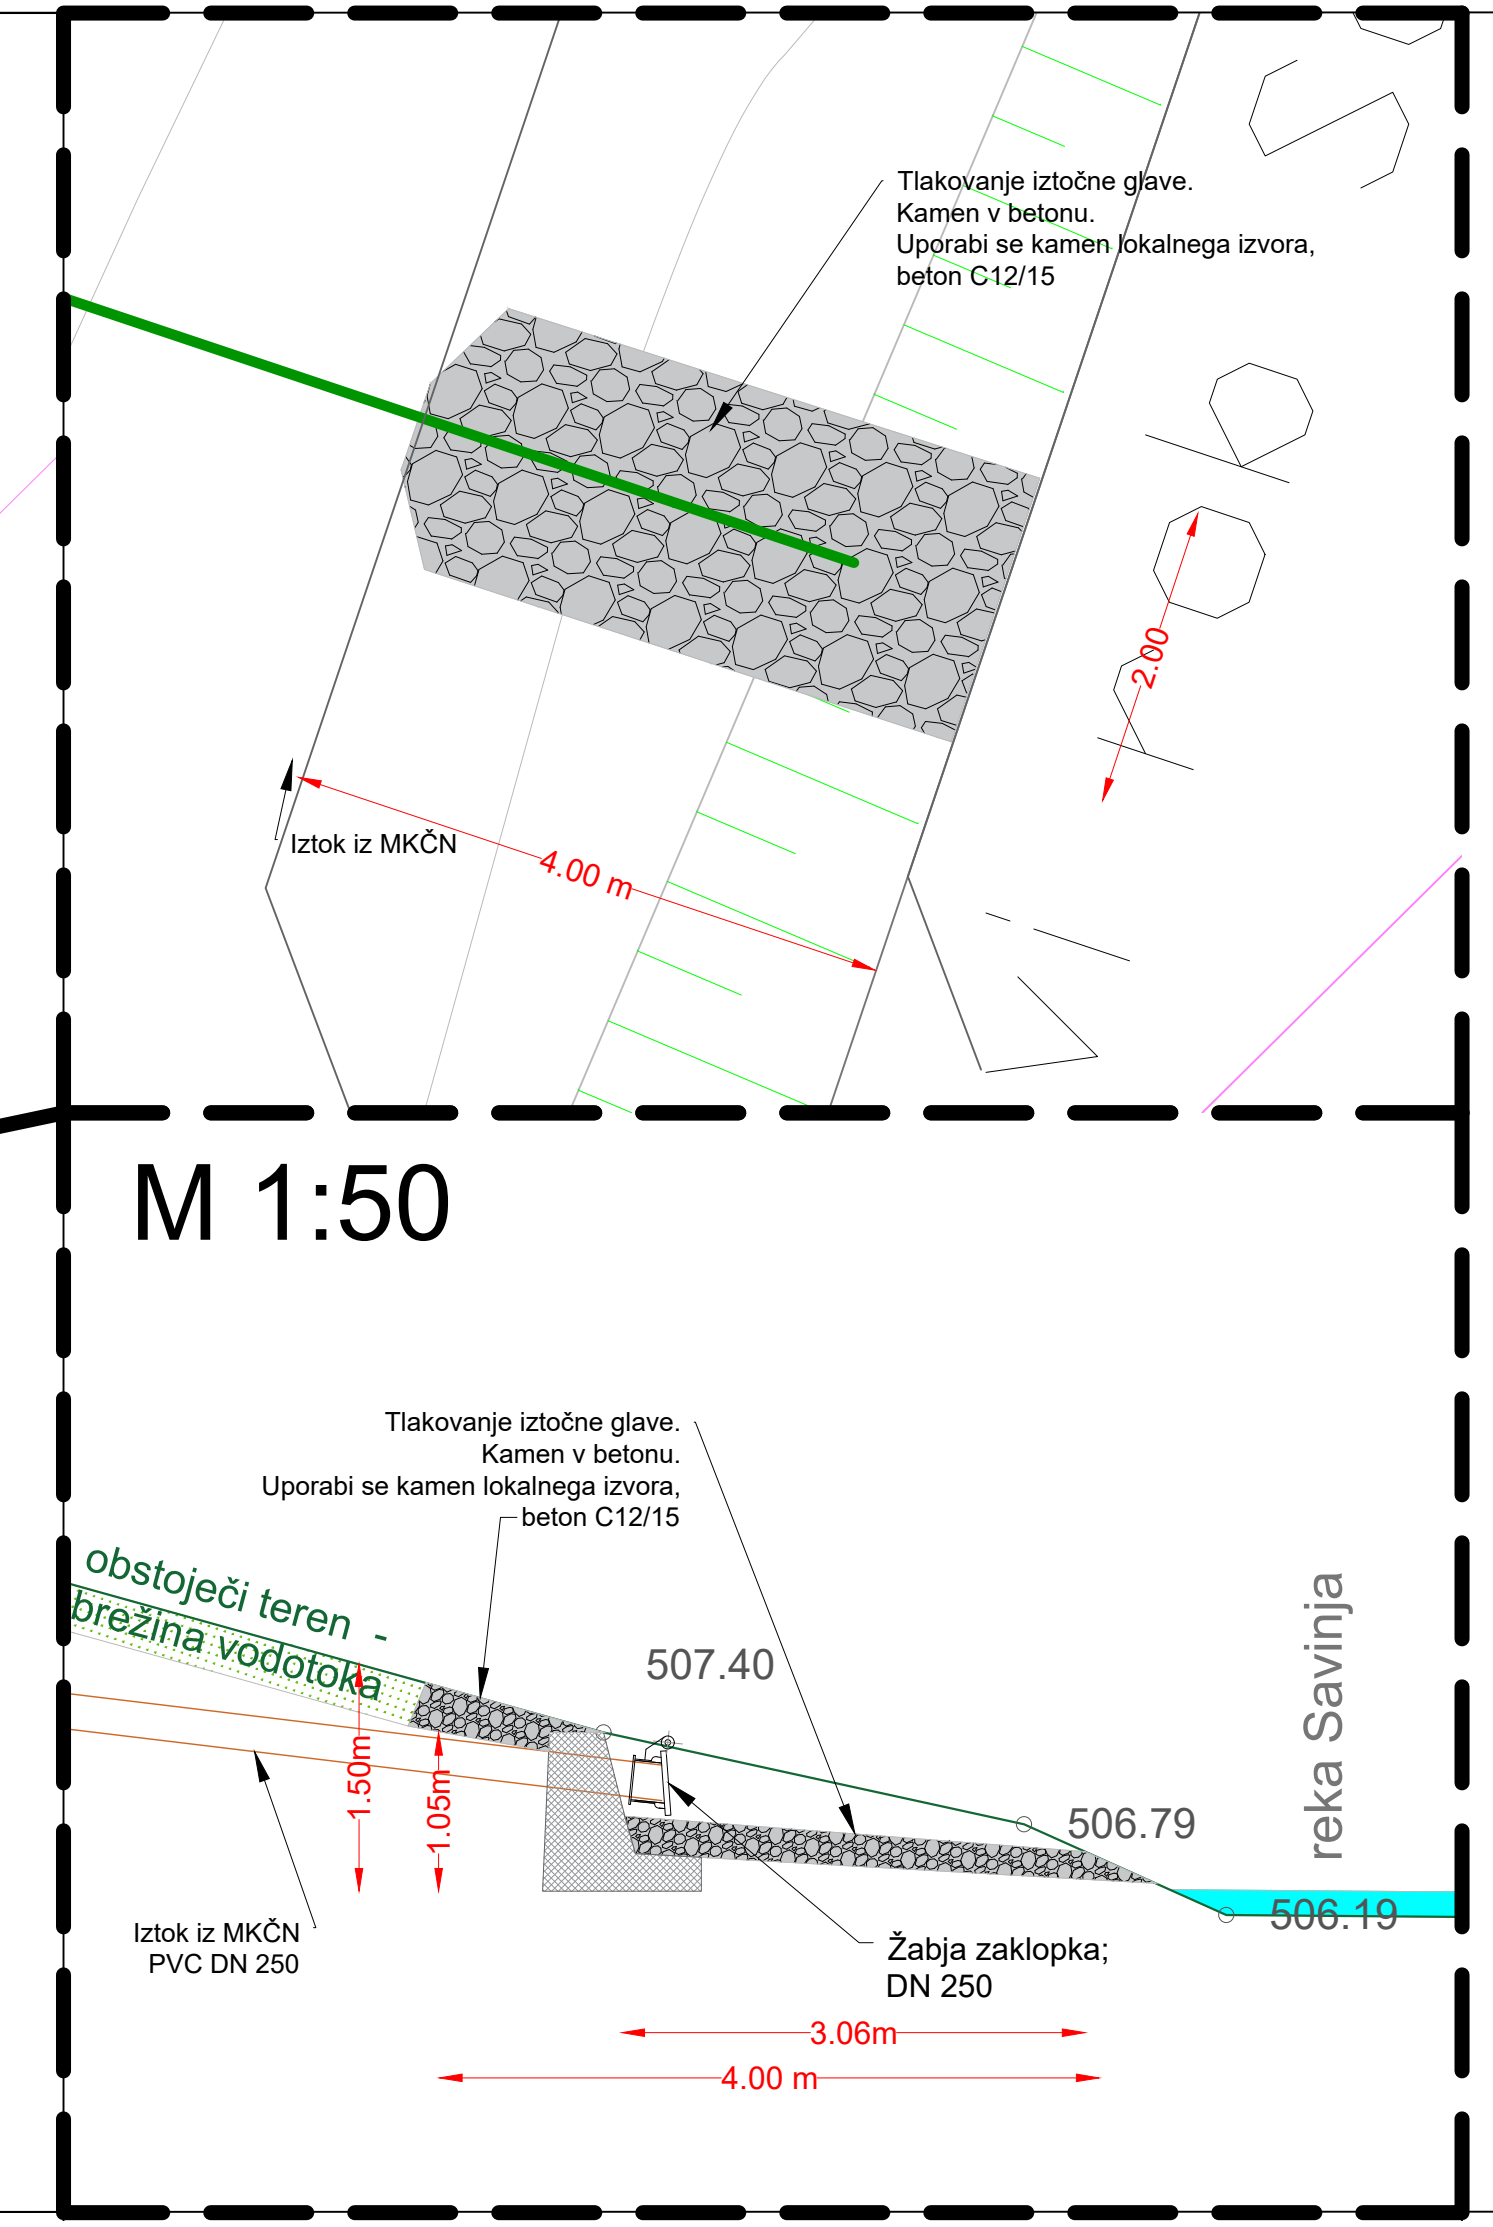 Tlakovanje iztočne glave.
Kamen v betonu.
Uporabi se kamen lokalnega izvora,
beton C12/15
2.00
Iztok iz MKČN
4.00 m
M 1:50
Tlakovanje iztočne glave.
Kamen v betonu.
Uporabi se kamen lokalnega izvora,
beton C12/15
obstoječi teren -
brežina vodotoka
507.40
reka Savinja
1.50m
1.05m
506.79
506.19
Iztok iz MKČN
PVC DN 250
Žabja zaklopka;
DN 250
3.06m
4.00 m